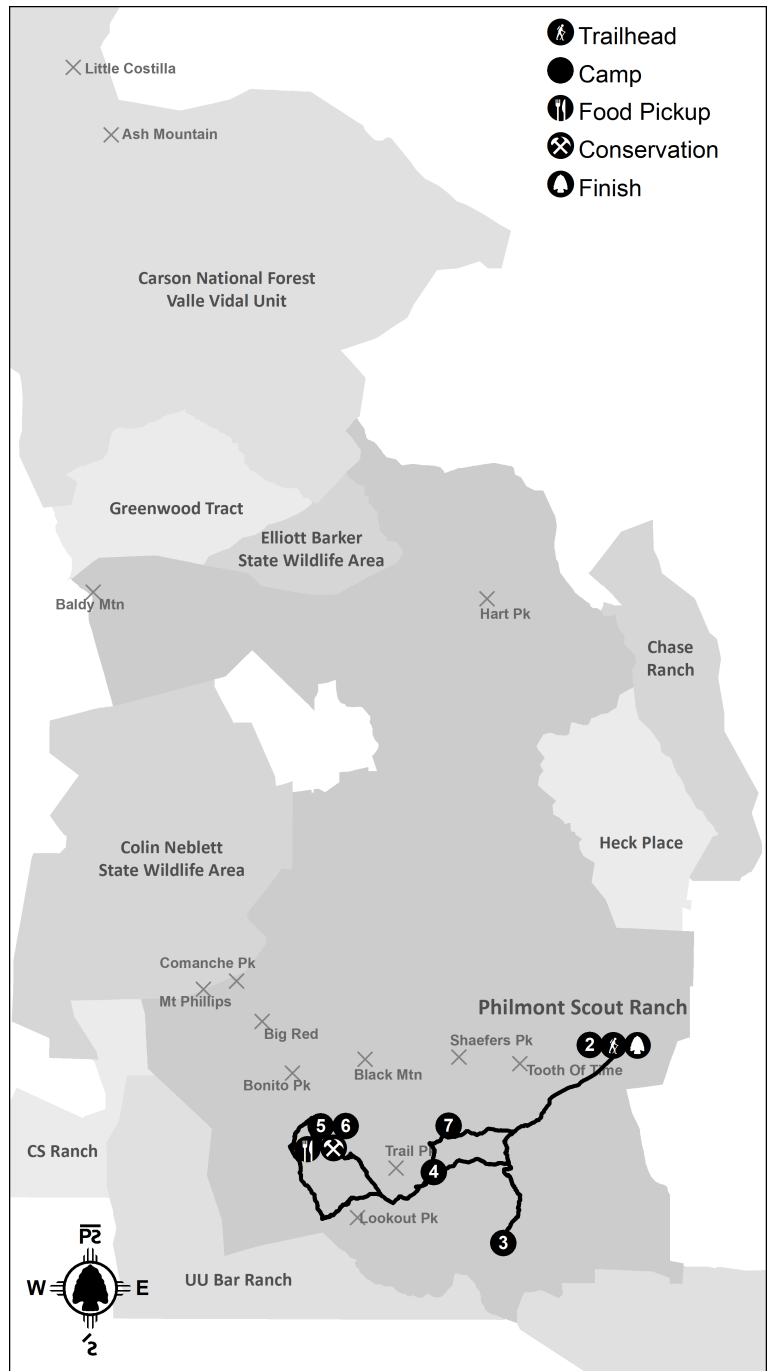 Trailhead
Camp
Food Pickup
Conservation
Finish
Little Costilla
Ash Mountain
Carson National Forest
Valle Vidal Unit
Greenwood Tract
Elliott Barker
State Wildlife Area
Baldy Mtn
Hart Pk
Chase
Ranch
Colin Neblett
State Wildlife Area
Heck Place
Comanche Pk
Mt Phillips
Big Red
Philmont Scout Ranch
Shaefers Pk
2
Tooth Of Time
Black Mtn
Bonito Pk
5
6
7
CS Ranch
Trail Pk
4
Lookout Pk
3
UU Bar Ranch
W
E